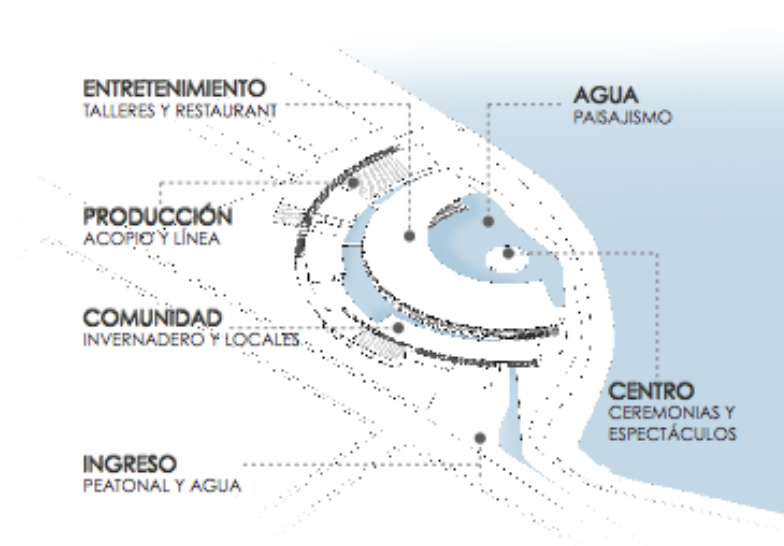 ENTRETENIMIENTO
TALLERES Y RESTAURANT
AGUA
PAISAJISMO
PRODUCCIÓN
ACOPIO Y LÍNEA
COMUNIDAD
INVERNADERO Y LOCALES
CENTRO
CEREMONIAS Y
ESPECTÁCULOS
INGRESO
PEATONAL Y AGUA